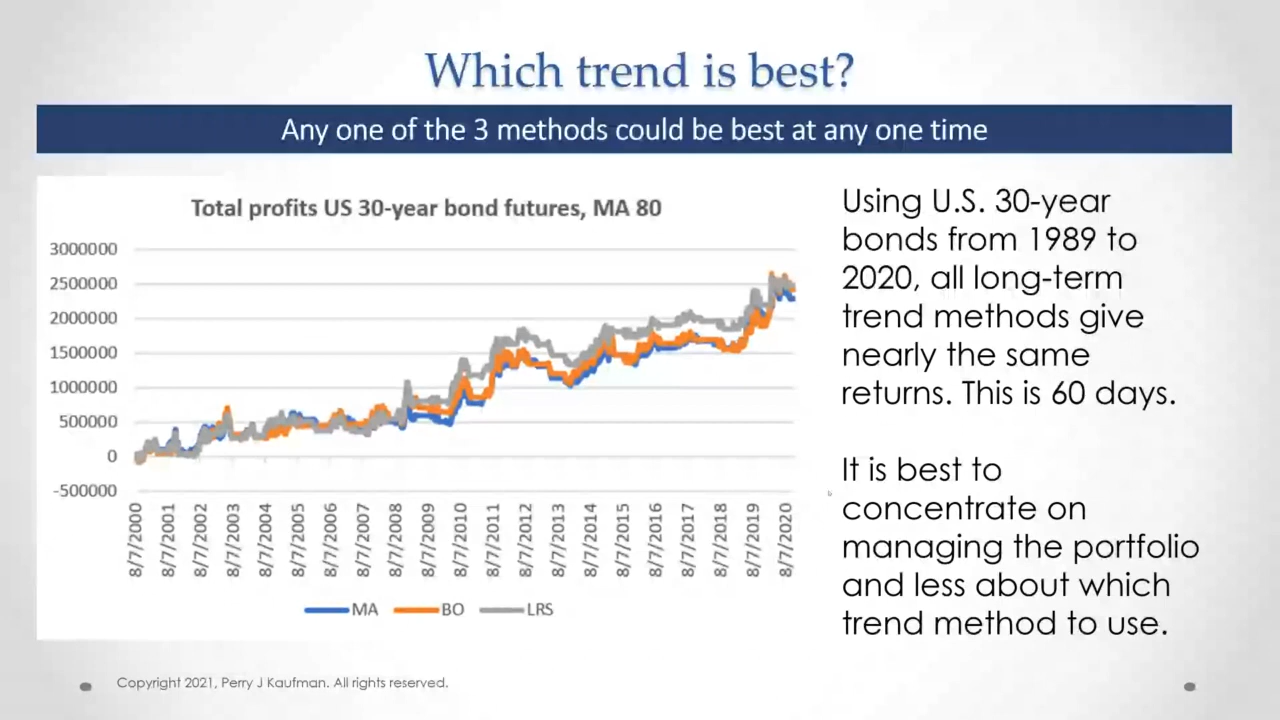 Which trend is best?
Any one of the 3 methods could be best at any one time
Total profits US 30-year bond futures, MA 80
3000000
2500000
2000000
1500000
1000000
500000
0
-500000
8/7/2000
8/7/2001
8/7/2002
8/7/2003
8/7/2004
8/7/2005
8/7/2006
8/7/2007
8/7/2008
8/7/2009
8/7/2010
8/7/2011
8/7/2012
8/7/2013
8/7/2014
8/7/2015
8/7/2016
8/7/2017
8/7/2018
8/7/2019
8/7/2020
MA BO LRS
Using U.S. 30-year
bonds from 1989 to
2020, all long-term
trend methods give
nearly the same
returns. This is 60 days.
It is best to
concentrate on
managing the portfolio
and less about which
trend method to use.
Copyright 2021, Perry J Kaufman. All rights reserved.